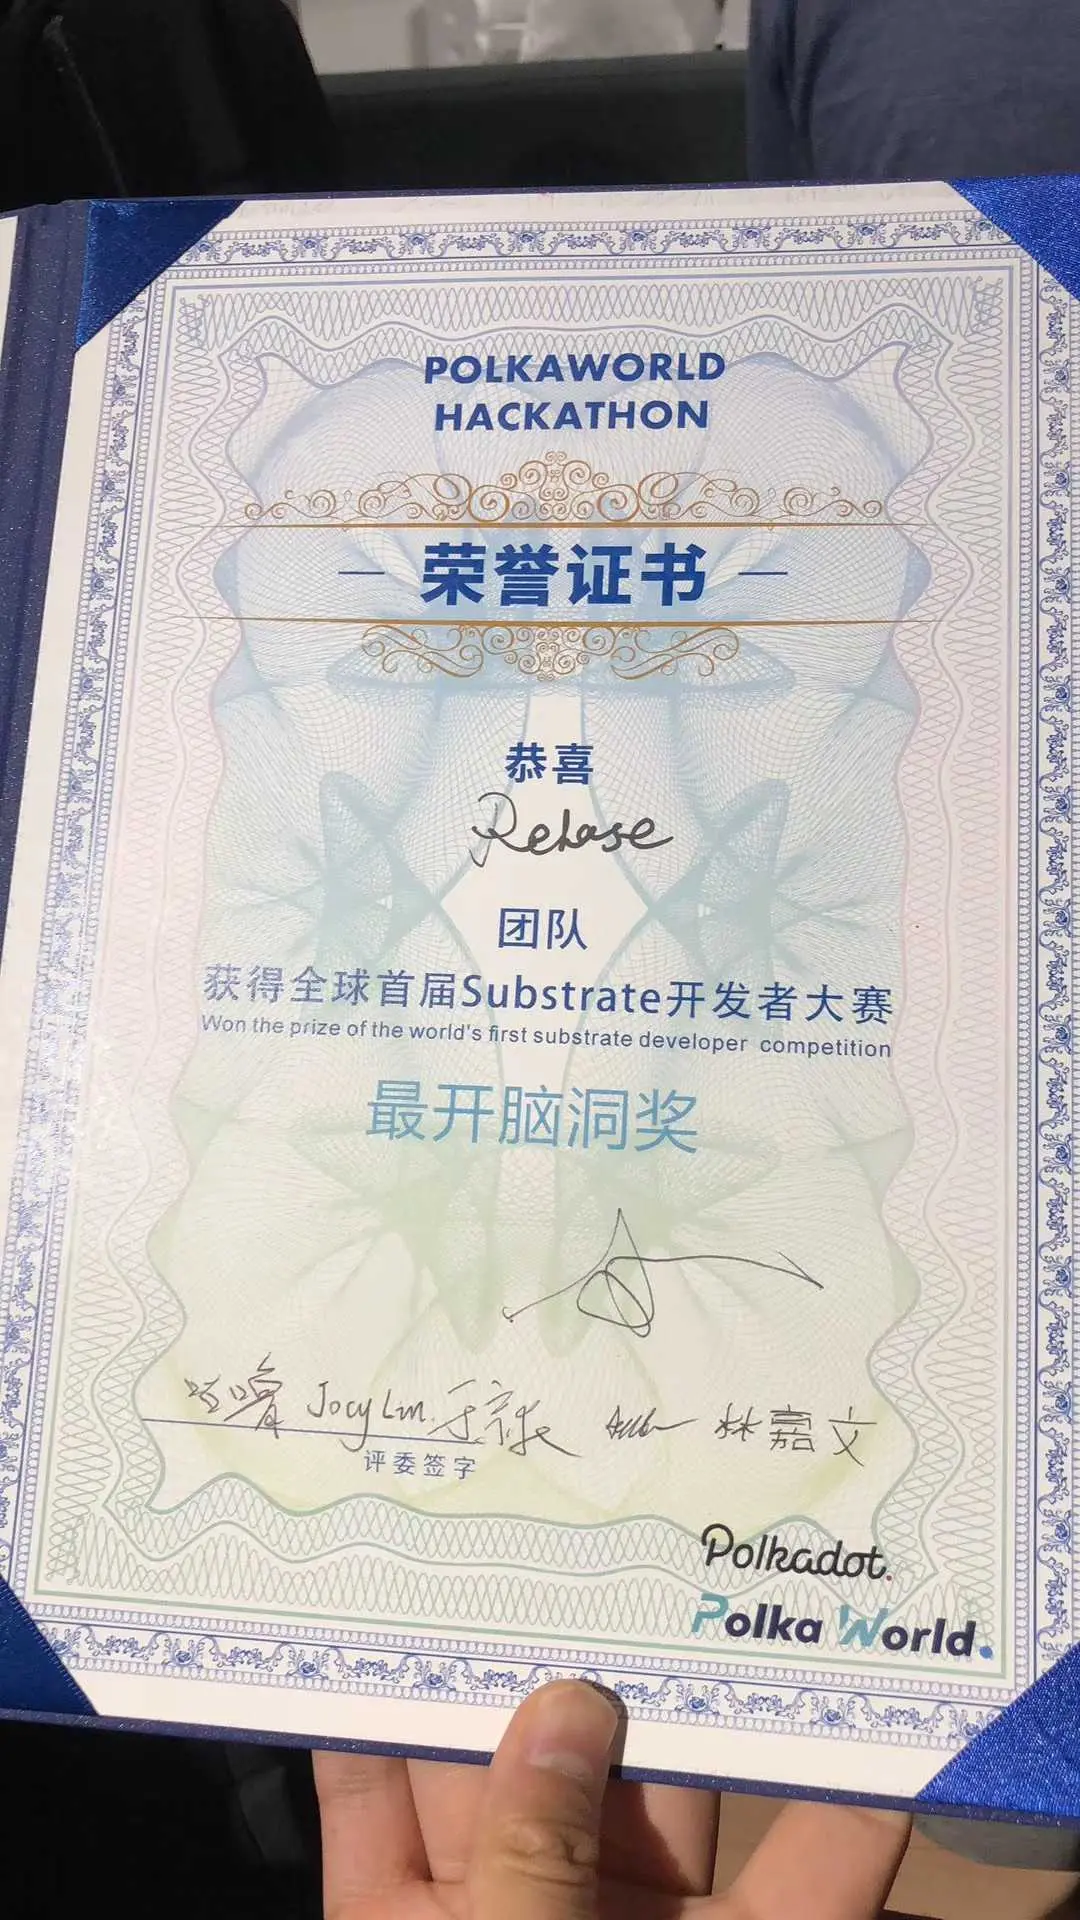 POLKAWORLD
HACKATHON
荣誉证书
恭喜
Rebase
团队
获得全球首届Substrate开发者大赛
Won the prize of the world's first substrate developer competition
最开脑洞奖
Jocy Lin. 林嘉文
评委签字
Polkadot.
Polka World.